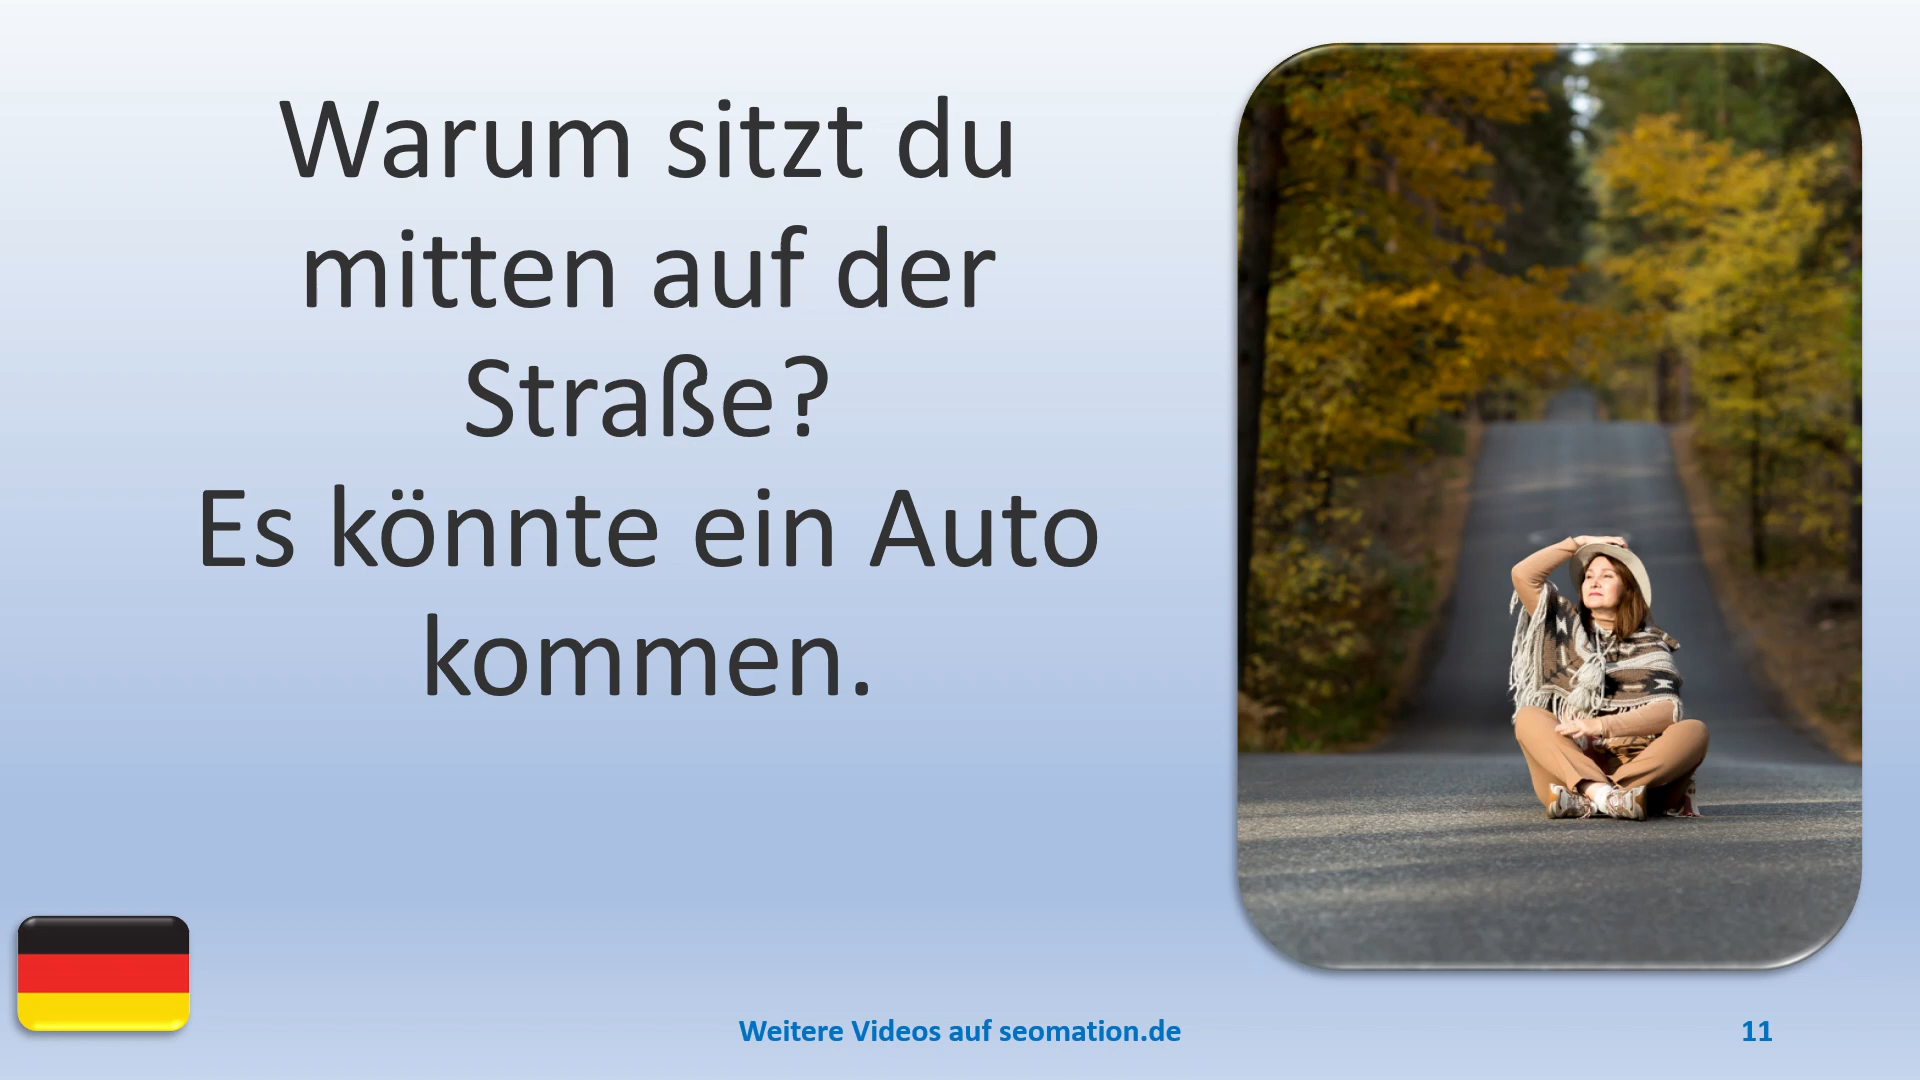 Warum sitzt du
mitten auf der
Straße?
Es könnte ein Auto
kommen.
Weitere Videos auf seomation.de
11